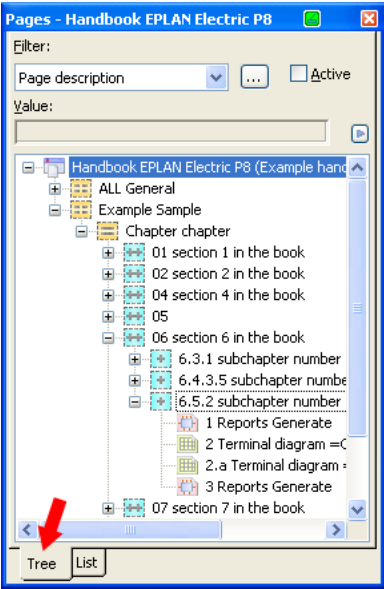 Pages - Handbook EPLAN Electric P8
Filter:
Page description
...
Active
Value:
Handbook EPLAN Electric P8 (Example hand
ALL General
Example Sample
Chapter chapter
01 section 1 in the book
02 section 2 in the book
04 section 4 in the book
05
06 section 6 in the book
6.3.1 subchapter number
6.4.3.5 subchapter numbe
6.5.2 subchapter number
1 Reports Generate
2 Terminal diagram =
2.a Terminal diagram =
3 Reports Generate
07 section 7 in the book
Tree
List